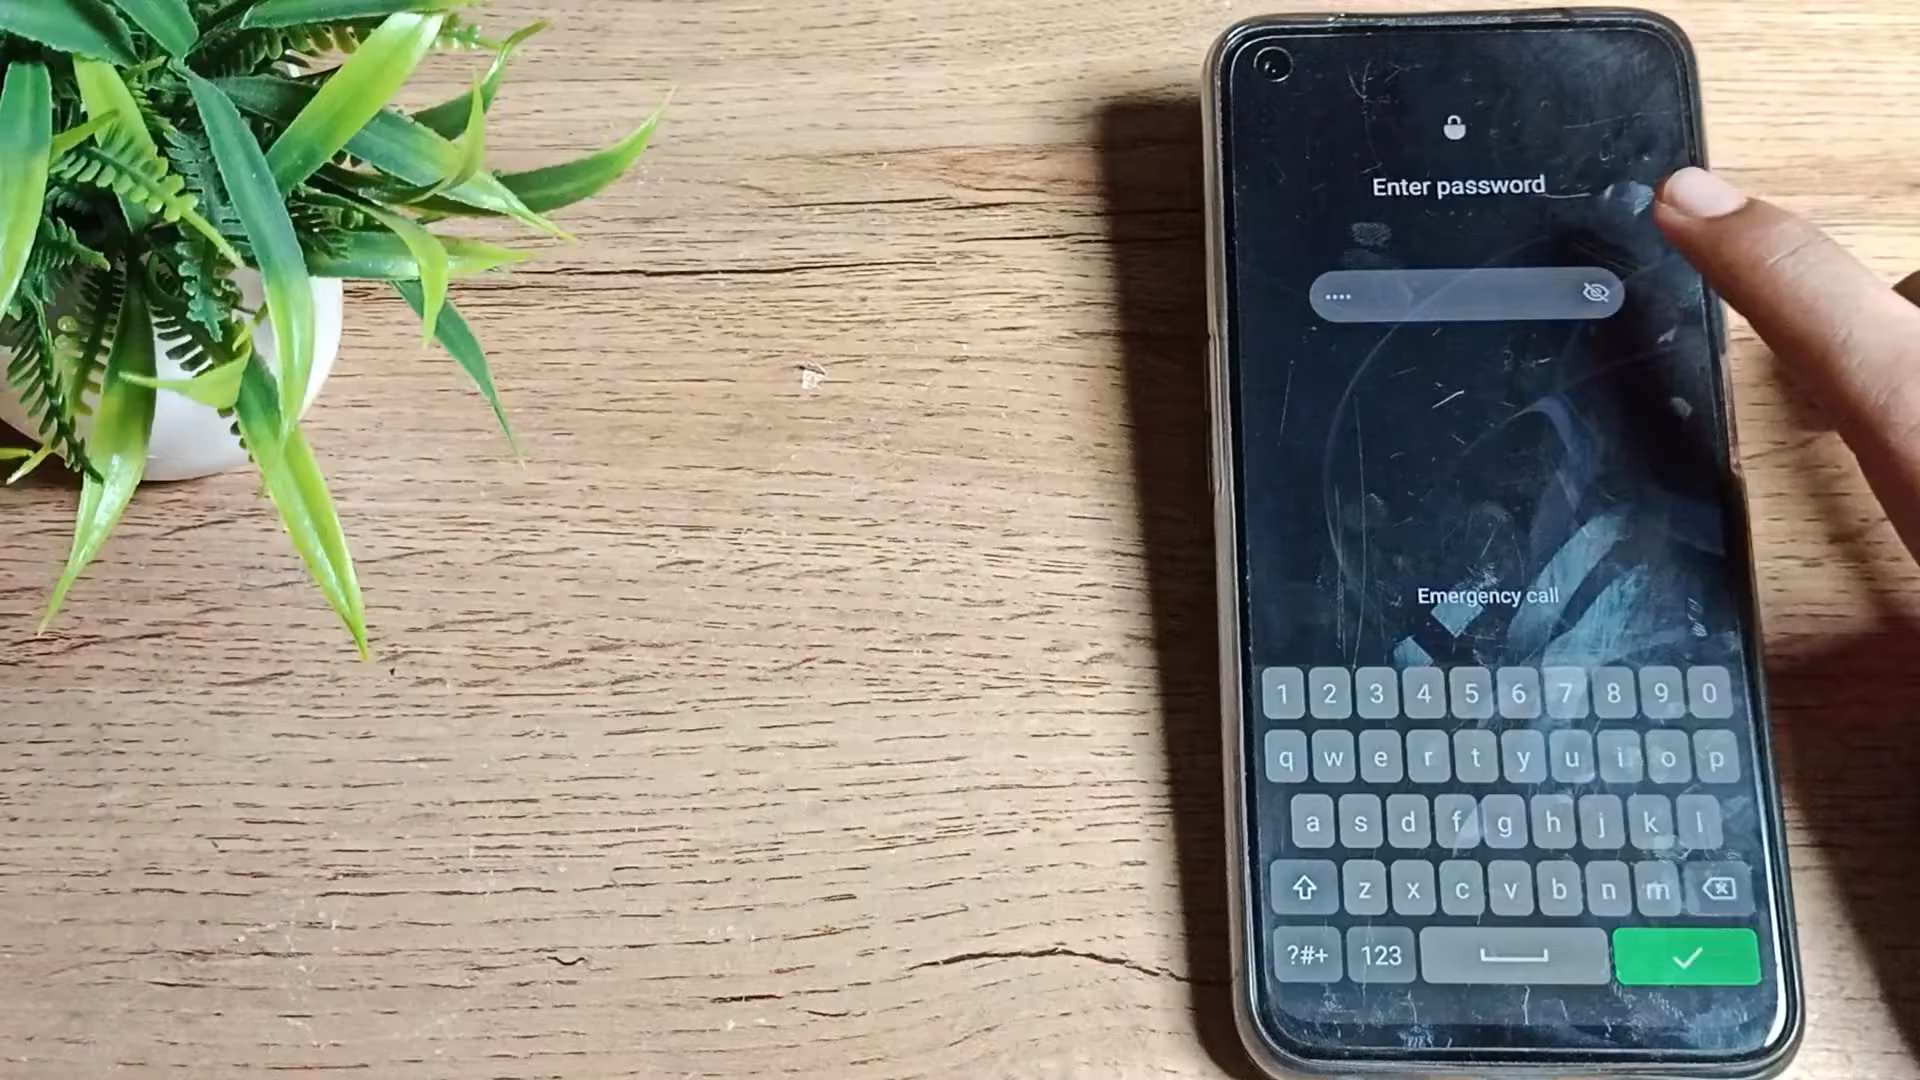 Enter password
••••
Emergency call
1 2 3 4 5 6 7 8 9 0
q w e r t y u i o p
a s d f g h j k l
z x c v b n m
?#+ 123